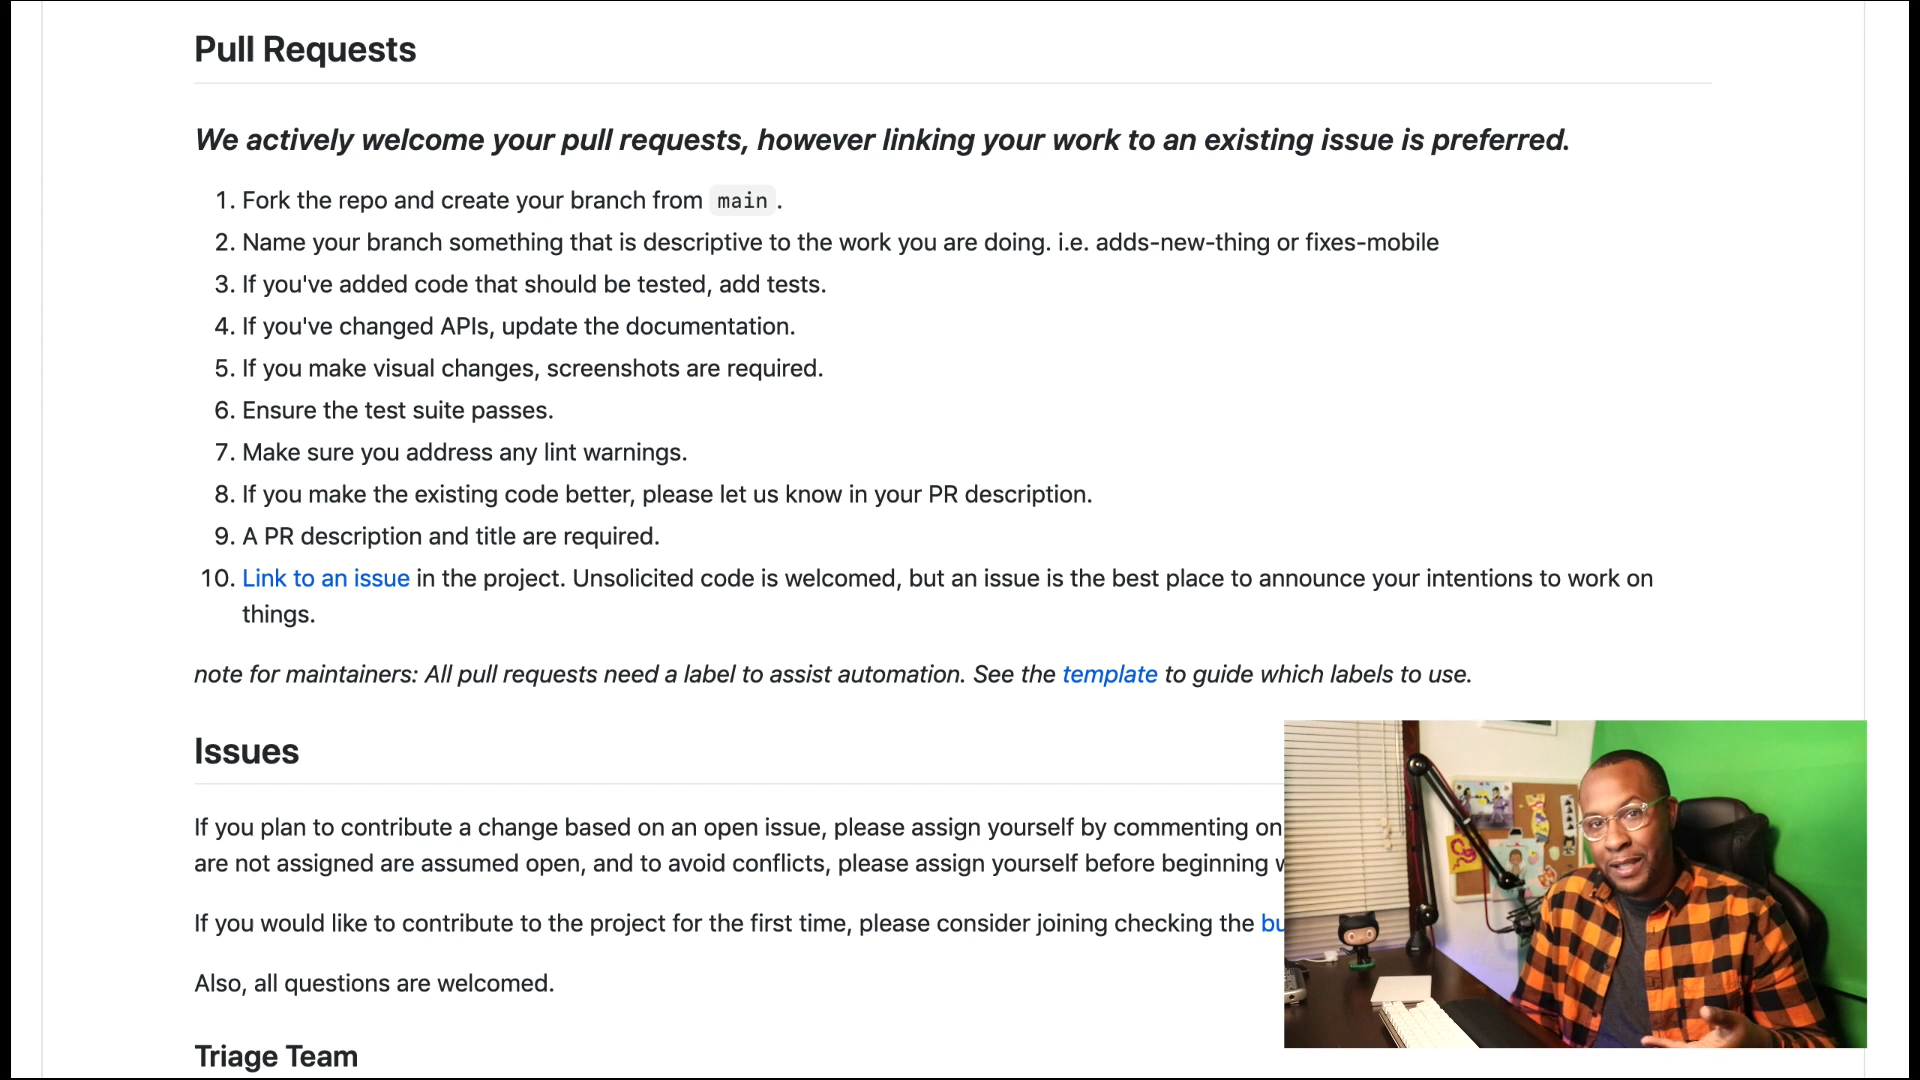 Pull Requests
We actively welcome your pull requests, however linking your work to an existing issue is preferred.
1. Fork the repo and create your branch from main .
2. Name your branch something that is descriptive to the work you are doing. i.e. adds-new-thing or fixes-mobile
3. If you've added code that should be tested, add tests.
4. If you've changed APIs, update the documentation.
5. If you make visual changes, screenshots are required.
6. Ensure the test suite passes.
7. Make sure you address any lint warnings.
8. If you make the existing code better, please let us know in your PR description.
9. A PR description and title are required.
10. Link to an issue in the project. Unsolicited code is welcomed, but an issue is the best place to announce your intentions to work on
things.
note for maintainers: All pull requests need a label to assist automation. See the template to guide which labels to use.
Issues
If you plan to contribute a change based on an open issue, please assign yourself by commenting on
are not assigned are assumed open, and to avoid conflicts, please assign yourself before beginning
If you would like to contribute to the project for the first time, please consider joining checking the
Also, all questions are welcomed.
Triage Team